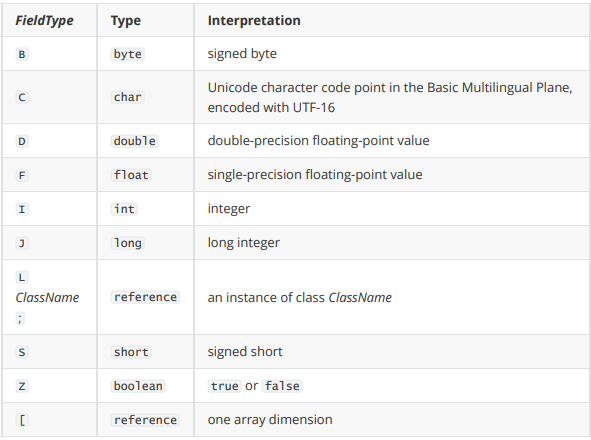 FieldType Type Interpretation
B byte signed byte
C char Unicode character code point in the Basic Multilingual Plane,
encoded with UTF-16
D double double-precision floating-point value
F float single-precision floating-point value
I int integer
J long long integer
L
ClassName reference an instance of class ClassName
;
S short signed short
Z boolean true or false
[ reference one array dimension